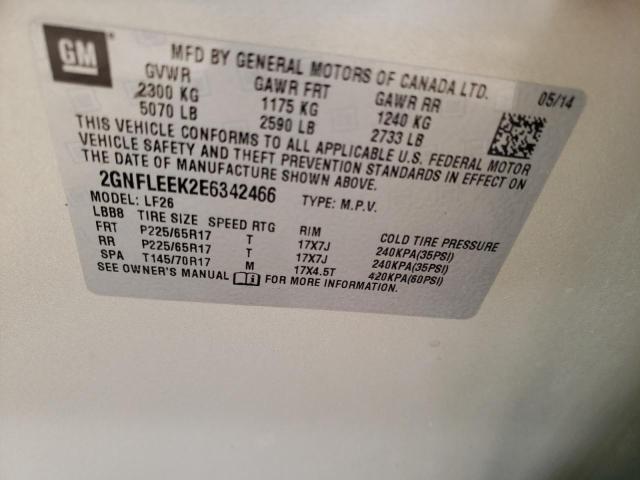 GM
MFD BY GENERAL MOTORS OF CANADA LTD.
GVWR GAWR FRT GAWR RR 05/14
2300 KG 1175 KG 1240 KG
5070 LB 2590 LB 2733 LB
THIS VEHICLE CONFORMS TO ALL APPLICABLE U.S. FEDERAL MOTOR
VEHICLE SAFETY AND THEFT PREVENTION STANDARDS IN EFFECT ON
THE DATE OF MANUFACTURE SHOWN ABOVE.
2GNFLEEK2E6342466 TYPE: M.P.V.
MODEL: LF26
LBB8 TIRE SIZE SPEED RTG RIM COLD TIRE PRESSURE
FRT P225/65R17 T 17X7J 240KPA(35PSI)
RR P225/65R17 T 17X7J 240KPA(35PSI)
SPA T145/70R17 M 17X4.5T 420KPA(60PSI)
SEE OWNER'S MANUAL FOR MORE INFORMATION.